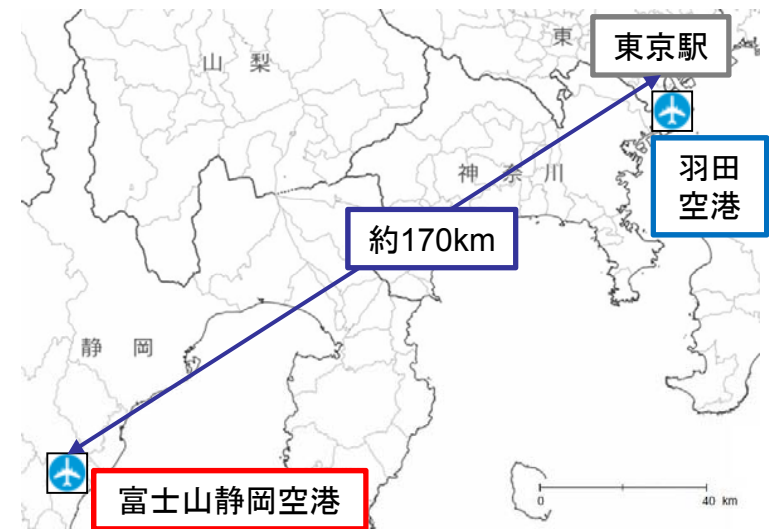 東
東京駅
山 梨
羽田
空港
神 奈 川
約170km
静 岡
富士山静岡空港
0 40 km